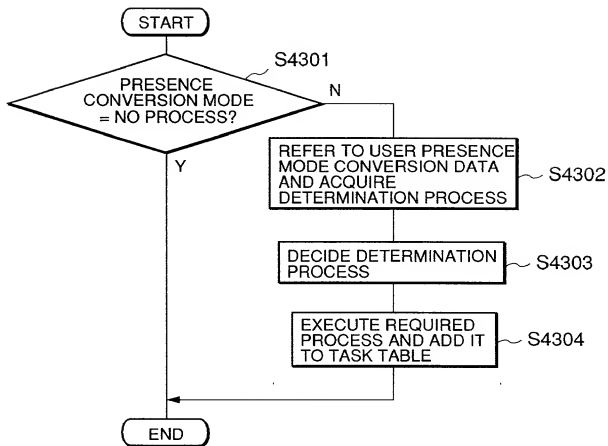 START
S4301
PRESENCE
CONVERSION MODE
= NO PROCESS?
N
Y
REFER TO USER PRESENCE
MODE CONVERSION DATA
AND ACQUIRE
DETERMINATION PROCESS
S4302
DECIDE DETERMINATION
PROCESS
S4303
EXECUTE REQUIRED
PROCESS AND ADD IT
TO TASK TABLE
S4304
END